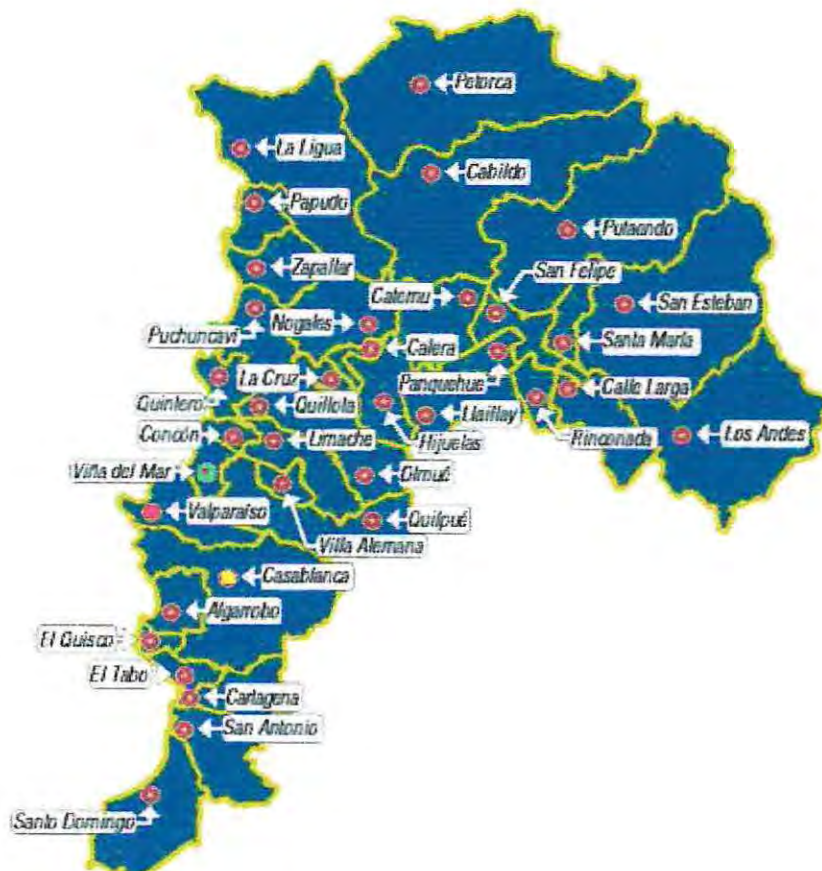 Petorca
La Ligua
Cabildo
Papudo
Putaendo
San Felipe
Zapallar
Catemu
San Esteban
Nogales
Puchuncaví
Santa María
Calera
La Cruz
Panquehue
Calle Larga
Quintero
Quillota
Llaillay
Hijuelas
Rinconada
Los Andes
Concón
Limache
Viña del Mar
Olmué
Valparaíso
Quilpué
Villa Alemana
Casablanca
Algarrobo
El Quisco
El Tabo
Cartagena
San Antonio
Santo Domingo